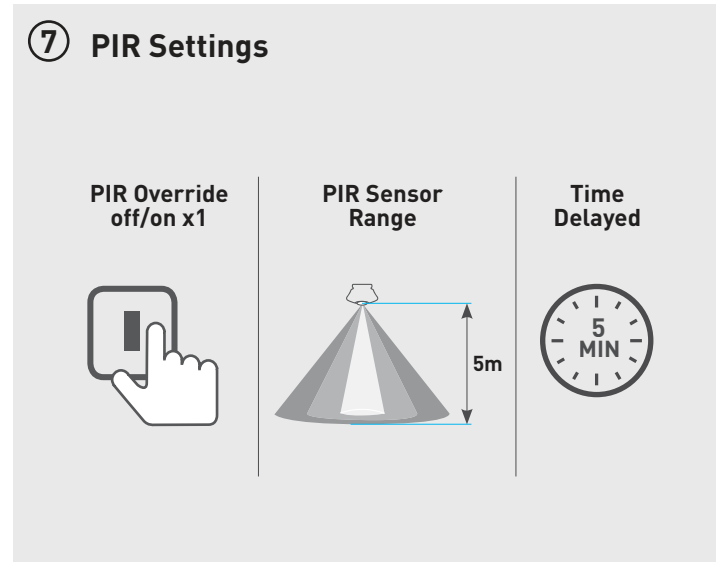 7 PIR Settings
PIR Override
off/on x1
PIR Sensor
Range
5m
Time
Delayed
5
MIN